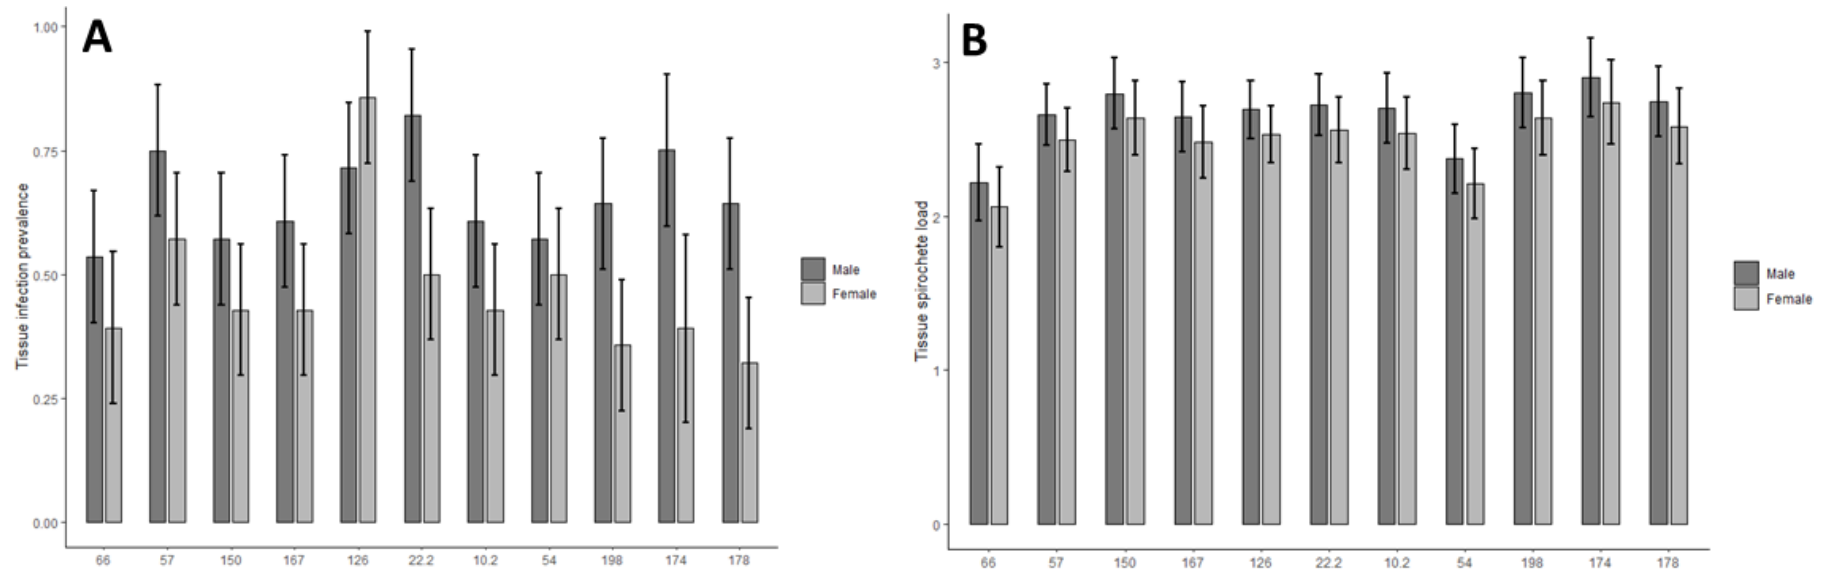 A
Tissue infection prevalence
1.00
0.75
0.50
0.25
0.00
66 57 150 167 126 22.2 10.2 54 198 174 178
Male
Female
B
Tissue spirochete load
3
2
1
0
66 57 150 167 126 22.2 10.2 54 198 174 178
Male
Female